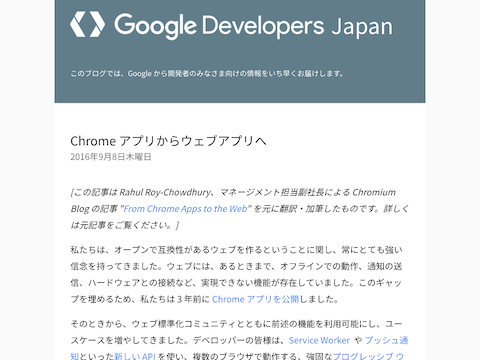 Google Developers Japan
このブログでは、Google から開発者のみなさま向けの情報をいち早くお届けします。
Chrome アプリからウェブアプリへ
2016年9月8日木曜日
[この記事は Rahul Roy-Chowdhury、マネージメント担当副社長による Chromium
Blog の記事 "From Chrome Apps to the Web" を元に翻訳・加筆したものです。詳しく
は元記事をご覧ください。]
私たちは、オープンで互換性があるウェブを作るということに関し、常にとても強い
信念を持ってきました。ウェブには、あるときまで、オフラインでの動作、通知の送
信、ハードウェアとの接続など、実現できない機能が存在していました。このギャッ
プを埋めるため、私たちは 3 年前に Chrome アプリを公開しました。
そのときから、ウェブ標準化コミュニティとともに前述の機能を利用可能にし、ユー
スケースを増やしてきました。デベロッパーの皆様は、Service Worker や プッシュ通
知といった新しい API を使い、複数のブラウザで動作する、強固なプログレッシブ ウ